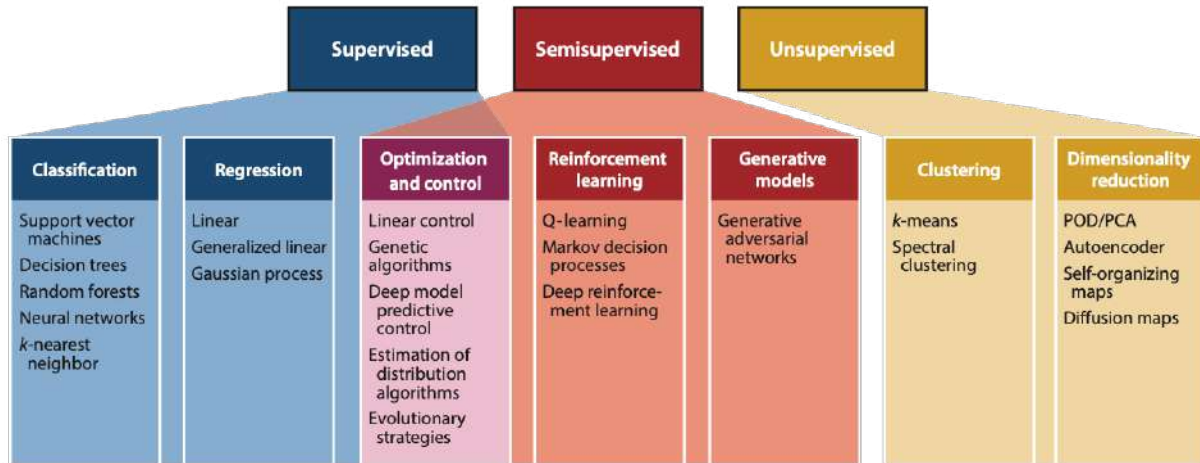 Supervised
Semisupervised
Unsupervised
Classification
Support vector
machines
Decision trees
Random forests
Neural networks
k-nearest
neighbor
Regression
Linear
Generalized linear
Gaussian process
Optimization
and control
Linear control
Genetic
algorithms
Deep model
predictive
control
Estimation of
distribution
algorithms
Evolutionary
strategies
Reinforcement
learning
Q-learning
Markov decision
processes
Deep reinforce-
ment learning
Generative
models
Generative
adversarial
networks
Clustering
k-means
Spectral
clustering
Dimensionality
reduction
POD/PCA
Autoencoder
Self-organizing
maps
Diffusion maps